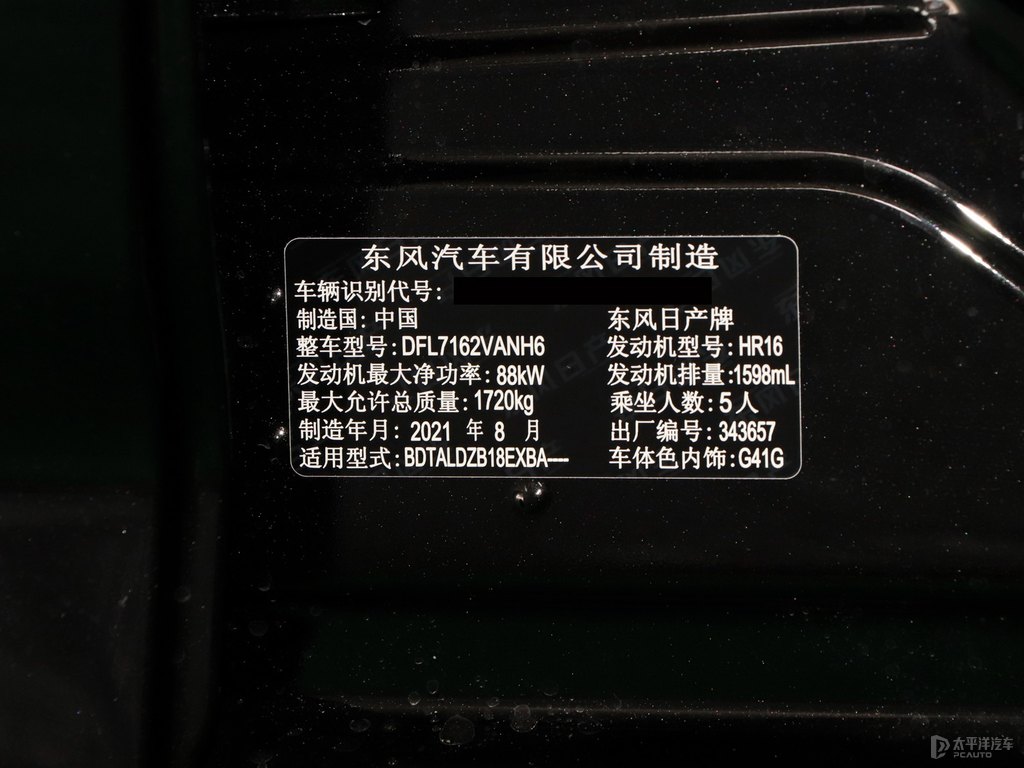 东风汽车有限公司制造
车辆识别代号:
制造国:中国 东风日产牌
整车型号:DFL7162VANH6 发动机型号:HR16
发动机最大净功率:88kW 发动机排量:1598mL
最大允许总质量:1720kg 乘坐人数:5人
制造年月:2021 年 8 月 出厂编号:343657
适用型式:BDTALDZB18EXBA---- 车体色内饰:G41G
太平洋汽车
PCAUTO